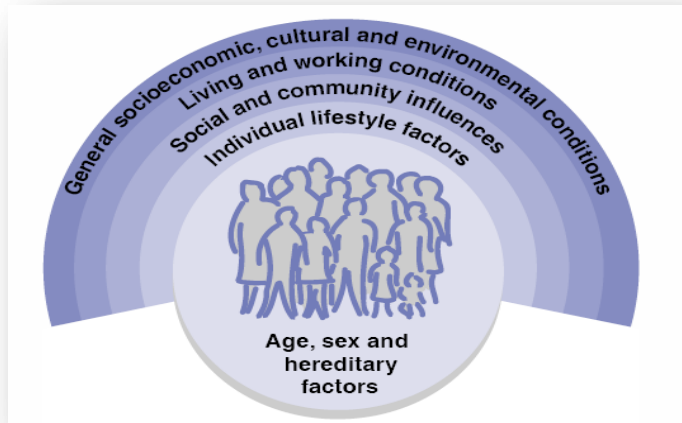 General socioeconomic, cultural and environmental conditions
Living and working conditions
Social and community influences
Individual lifestyle factors
Age, sex and
hereditary
factors